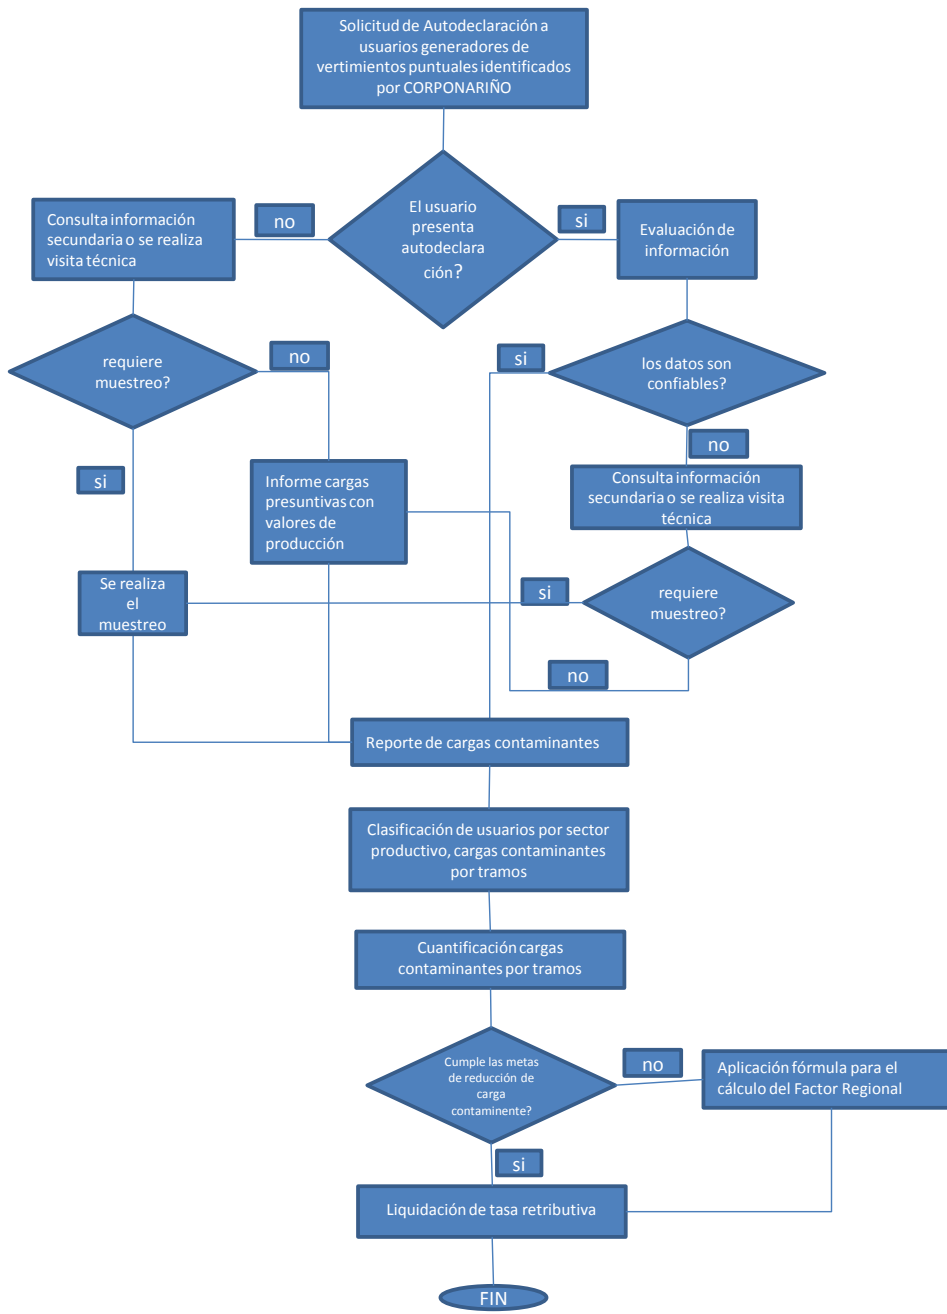 Solicitud de Autodeclaración a
usuarios generadores de
vertimientos puntuales identificados
por CORPONARIÑO
El usuario
presenta
autodeclara
ción?
no
si
Consulta información
secundaria o se realiza
visita técnica
Evaluación de
información
requiere
muestreo?
no
si
los datos son
confiables?
si
no
Informe cargas
presuntivas con
valores de
producción
Consulta información
secundaria o se realiza visita
técnica
Se realiza
el
muestreo
si
requiere
muestreo?
no
Reporte de cargas contaminantes
Clasificación de usuarios por sector
productivo, cargas contaminantes
por tramos
Cuantificación cargas
contaminantes por tramos
Cumple las metas
de reducción de
carga
contaminente?
no
Aplicación fórmula para el
cálculo del Factor Regional
si
Liquidación de tasa retributiva
FIN